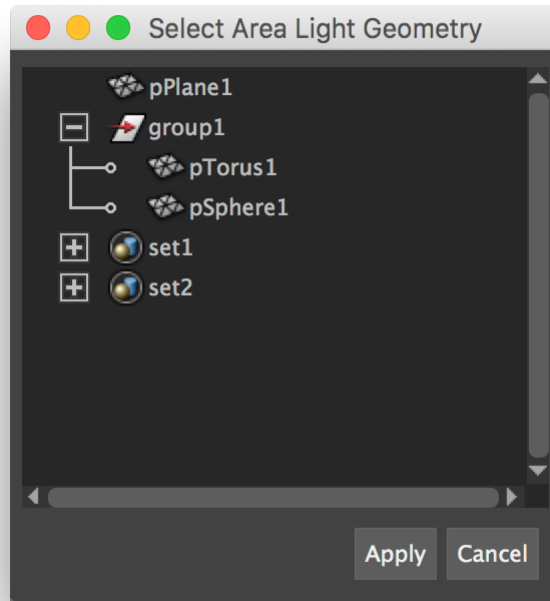 Select Area Light Geometry
pPlane1
group1
pTorus1
pSphere1
set1
set2
Apply Cancel